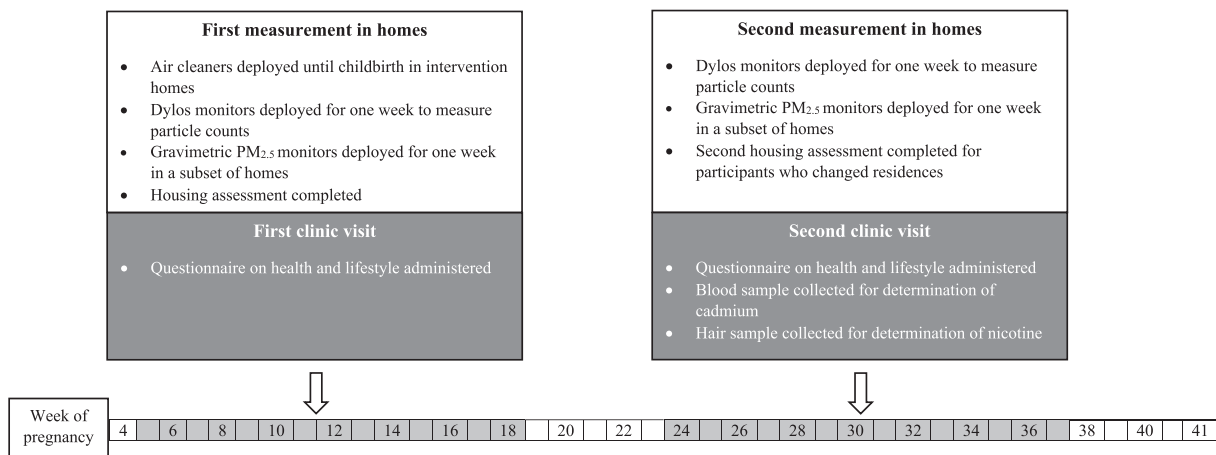 First measurement in homes
• Air cleaners deployed until childbirth in intervention
homes
• Dylos monitors deployed for one week to measure
particle counts
• Gravimetric PM2.5 monitors deployed for one week
in a subset of homes
• Housing assessment completed
First clinic visit
• Questionnaire on health and lifestyle administered
Second measurement in homes
• Dylos monitors deployed for one week to measure
particle counts
• Gravimetric PM2.5 monitors deployed for one week
in a subset of homes
• Second housing assessment completed for
participants who changed residences
Second clinic visit
• Questionnaire on health and lifestyle administered
• Blood sample collected for determination of
cadmium
• Hair sample collected for determination of nicotine
Week of
pregnancy
4 6 8 10 12 14 16 18 20 22 24 26 28 30 32 34 36 38 40 41